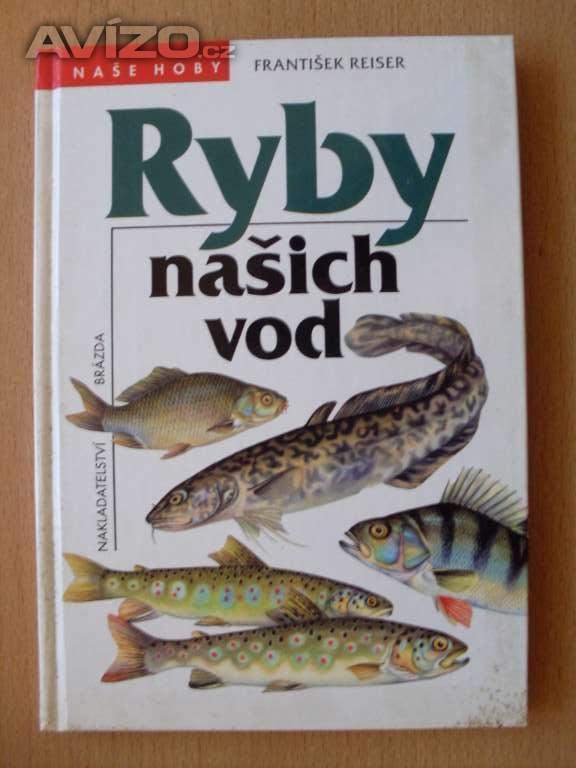 AVÍZO.cz
NAŠE HOBY
FRANTIŠEK REISER
Ryby
našich
vod
NAKLADATELSTVÍ BRÁZDA